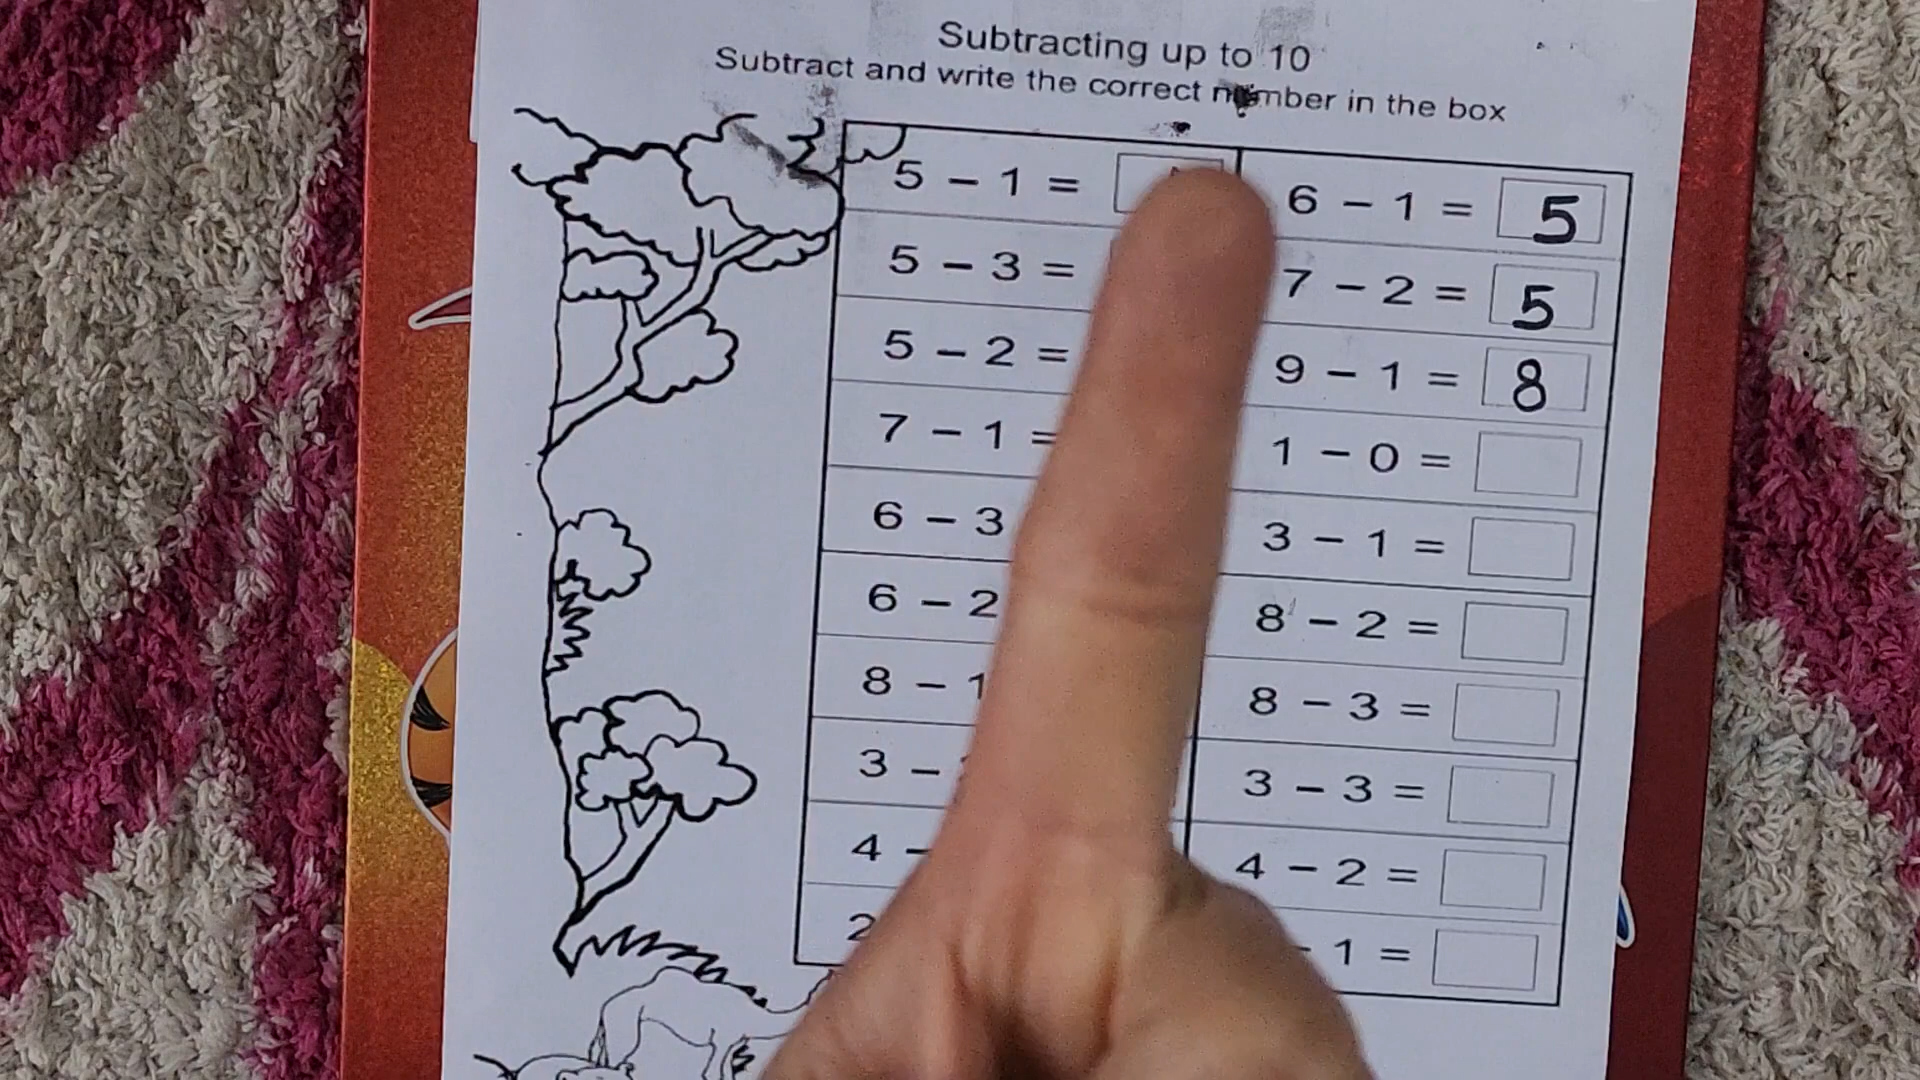 Subtracting up to 10
Subtract and write the correct number in the box
5 – 1 =
6 – 1 = 5
5 – 3 =
7 – 2 = 5
5 – 2 =
9 – 1 = 8
7 – 1 =
1 – 0 =
6 – 3
3 – 1 =
6 – 2
8 – 2 =
8 – 1
8 – 3 =
3 –
3 – 3 =
4 –
4 – 2 =
2
– 1 =